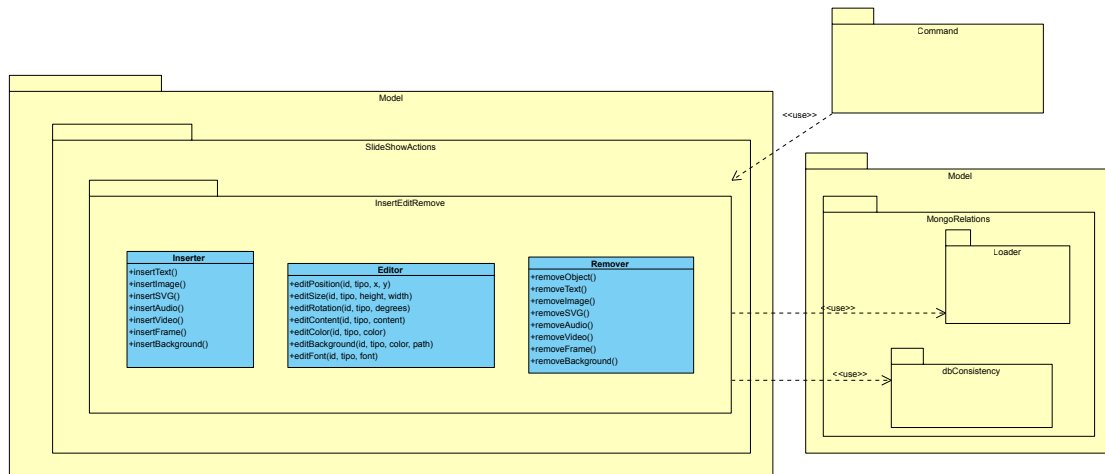 Command
<<use>>
Model
SlideShowActions
InsertEditRemove
Inserter
+insertText()
+insertImage()
+insertSVG()
+insertAudio()
+insertVideo()
+insertFrame()
+insertBackground()
Editor
+editPosition(id, tipo, x, y)
+editSize(id, tipo, height, width)
+editRotation(id, tipo, degrees)
+editContent(id, tipo, content)
+editColor(id, tipo, color)
+editBackground(id, tipo, color, path)
+editFont(id, tipo, font)
Remover
+removeObject()
+removeText()
+removeImage()
+removeSVG()
+removeAudio()
+removeVideo()
+removeFrame()
+removeBackground()
<<use>>
<<use>>
Model
MongoRelations
Loader
dbConsistency